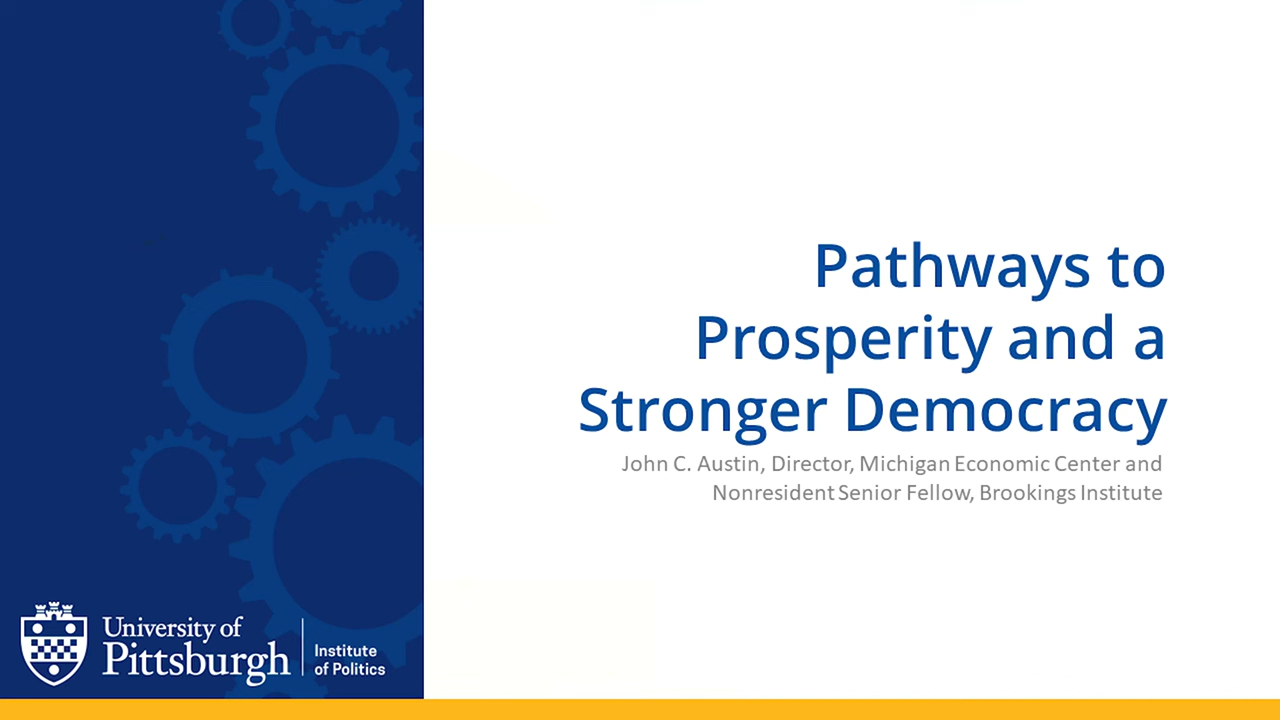 Pathways to
Prosperity and a
Stronger Democracy
John C. Austin, Director, Michigan Economic Center and
Nonresident Senior Fellow, Brookings Institute
University of
Pittsburgh
Institute
of Politics